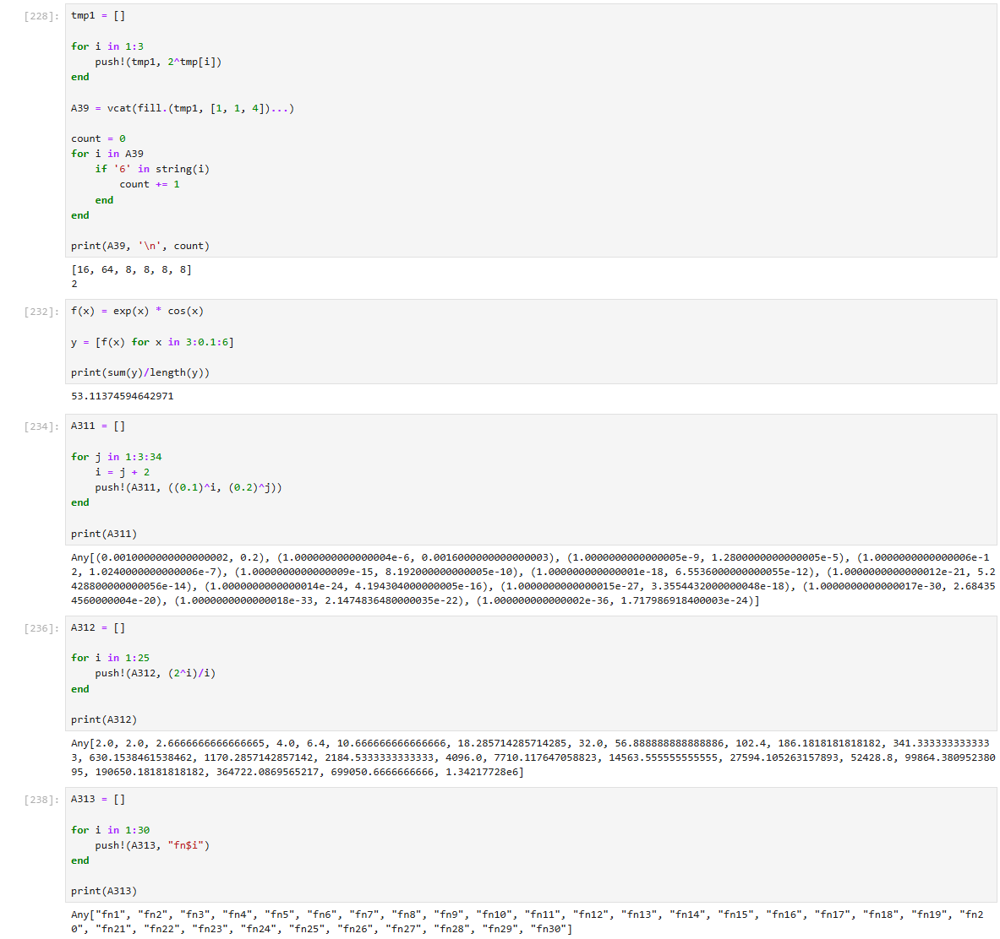 [228]:
tmp1 = []
for i in 1:3
    push!(tmp1, 2^tmp[i])
end
A39 = vcat(fill.(tmp1, [1, 1, 4])...)
count = 0
for i in A39
    if '6' in string(i)
        count += 1
    end
end
print(A39, '\n', count)
[16, 64, 8, 8, 8, 8]
2
[232]:
f(x) = exp(x) * cos(x)
y = [f(x) for x in 3:0.1:6]
print(sum(y)/length(y))
53.11374594642971
[234]:
A311 = []
for j in 1:3:34
    i = j + 2
    push!(A311, ((0.1)^i, (0.2)^j))
end
print(A311)
Any[(0.0010000000000000002, 0.2), (1.0000000000000004e-6, 0.0016000000000000003), (1.0000000000000005e-9, 1.2800000000000005e-5), (1.0000000000000006e-1
2, 1.0240000000000006e-7), (1.0000000000000009e-15, 8.192000000000005e-10), (1.000000000000001e-18, 6.5536000000000055e-12), (1.0000000000000012e-21, 5.2
428800000000056e-14), (1.0000000000000014e-24, 4.194304000000005e-16), (1.0000000000000015e-27, 3.3554432000000048e-18), (1.0000000000000017e-30, 2.68435
4560000004e-20), (1.0000000000000018e-33, 2.1474836480000035e-22), (1.000000000000002e-36, 1.717986918400003e-24)]
[236]:
A312 = []
for i in 1:25
    push!(A312, (2^i)/i)
end
print(A312)
Any[2.0, 2.0, 2.6666666666666665, 4.0, 6.4, 10.666666666666666, 18.285714285714285, 32.0, 56.888888888888886, 102.4, 186.1818181818182, 341.333333333333
3, 630.1538461538462, 1170.2857142857142, 2184.5333333333333, 4096.0, 7710.117647058823, 14563.555555555555, 27594.105263157893, 52428.8, 99864.380952380
95, 190650.18181818182, 364722.0869565217, 699050.6666666666, 1.34217728e6]
[238]:
A313 = []
for i in 1:30
    push!(A313, "fn$i")
end
print(A313)
Any["fn1", "fn2", "fn3", "fn4", "fn5", "fn6", "fn7", "fn8", "fn9", "fn10", "fn11", "fn12", "fn13", "fn14", "fn15", "fn16", "fn17", "fn18", "fn19", "fn2
0", "fn21", "fn22", "fn23", "fn24", "fn25", "fn26", "fn27", "fn28", "fn29", "fn30"]